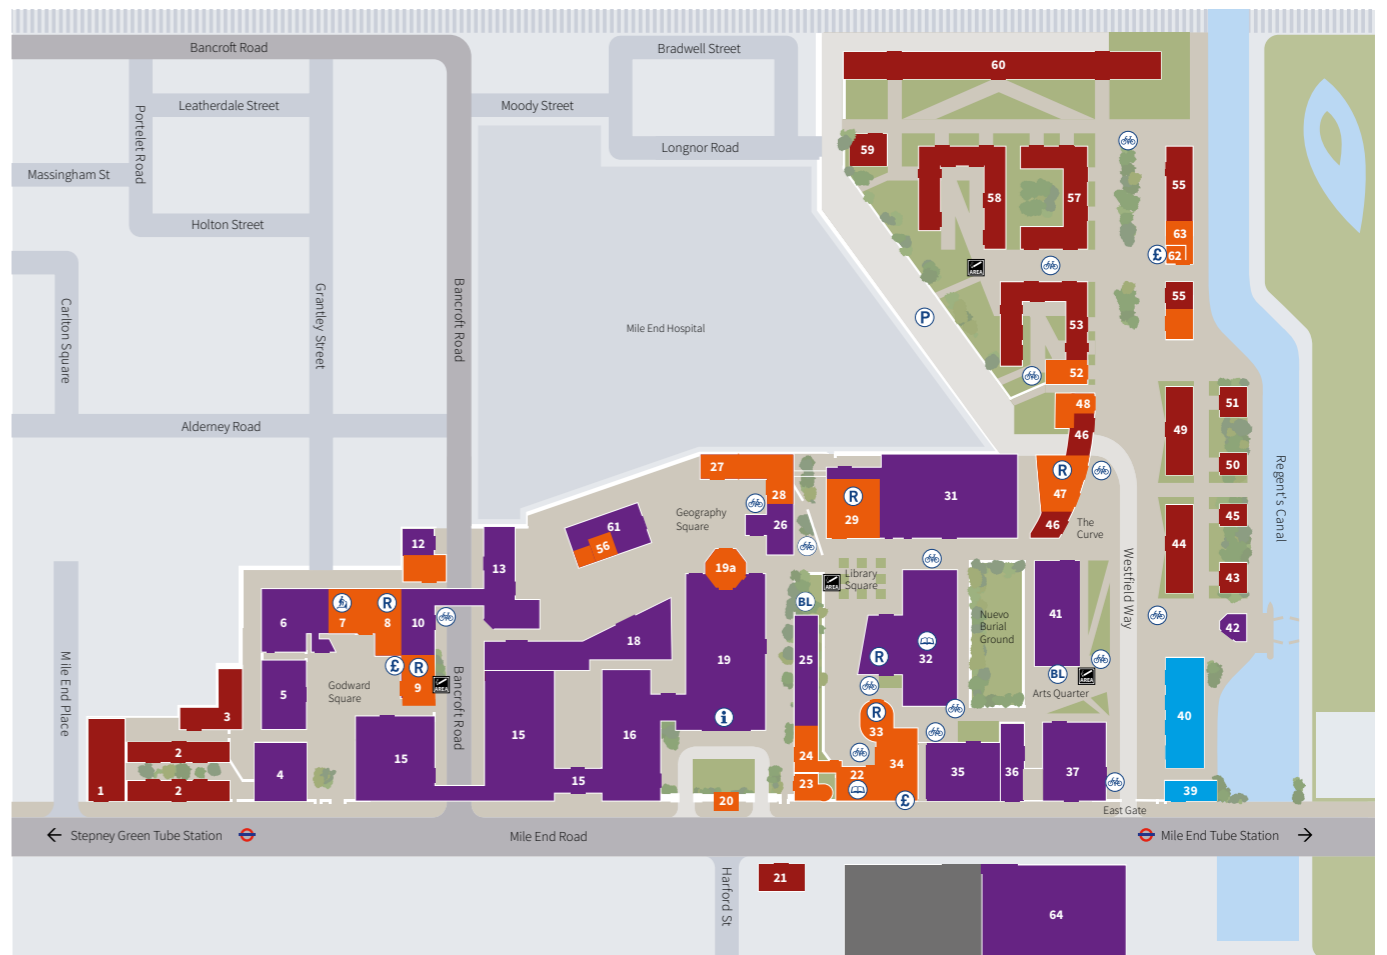 Bancroft Road
Bradwell Street
60
Leatherdale Street
Moody Street
Portelet Road
Longnor Road
59
Massingham St
58
57
55
Holton Street
63
£
62
AREA
Carlton Square
Grantley Street
Bancroft Road
Mile End Hospital
P
55
53
52
51
48
Alderney Road
49
46
50
27
R
28
R
31
47
29
Regent's Canal
Geography
Square
26
46
The
Curve
45
61
56
44
12
13
19a
AREA
Library
Square
43
Westfield Way
BL
6
7
R
8
10
Nuevo
Burial
Ground
41
42
18
32
R
19
25
£
R
9
AREA
5
Godward
Square
BL
AREA
Arts Quarter
Mile End Place
Bancroft Road
3
i
R
33
40
15
15
16
2
24
34
4
22
35
36
37
15
23
1
2
20
£
39
East Gate
Stepney Green Tube Station
Mile End Road
Mile End Tube Station
Harford St
21
64